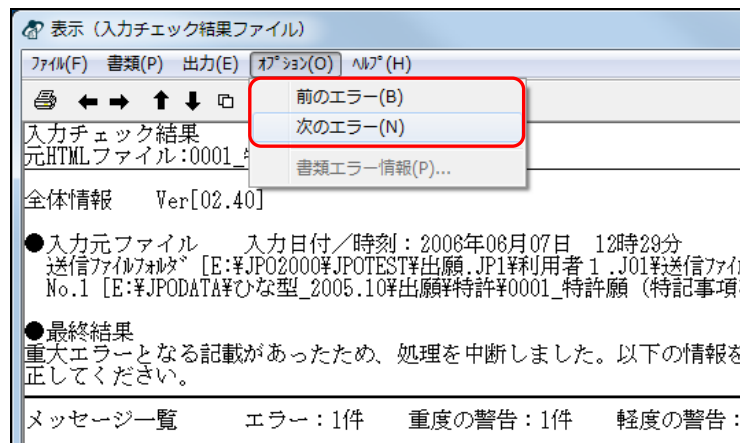 表示（入力チェック結果ファイル）
ﾌｧｲﾙ(F) 書類(P) 出力(E) ｵﾌﾟｼｮﾝ(O) ﾍﾙﾌﾟ(H)
前のエラー(B)
次のエラー(N)
書類エラー情報(P)...
入力チェック結果
元HTMLファイル:0001_
全体情報 Ver[02.40]
●入力元ファイル 入力日付／時刻：2006年06月07日 12時29分
送信ﾌｧｲﾙﾌｫﾙﾀﾞ [E:¥JPO2000¥JPOTEST¥出願.JP1¥利用者１.J01¥送信ﾌｧｲ
No.1 [E:¥JPODATA¥ひな型_2005.10¥出願¥特許¥0001_特許願（特記事項
●最終結果
重大エラーとなる記載があったため、処理を中断しました。以下の情報を
正してください。
メッセージ一覧 エラー：1件 重度の警告：1件 軽度の警告：